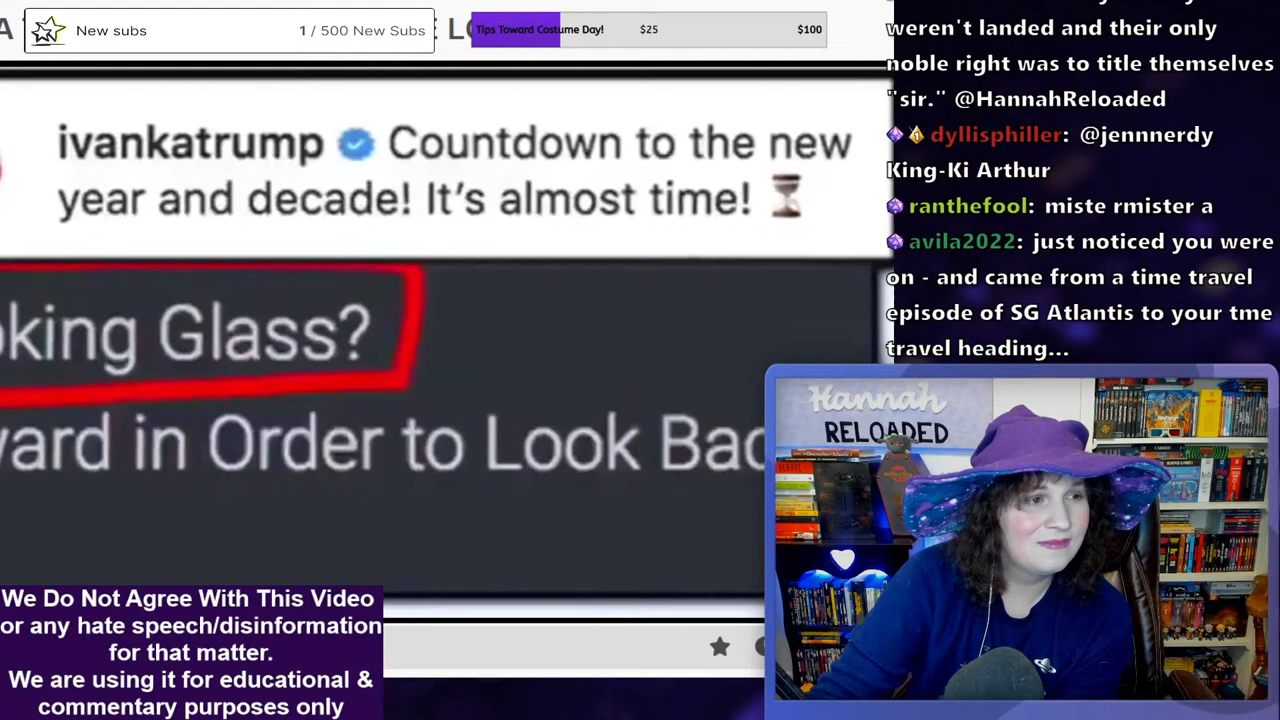 New subs 1 / 500 New Subs
Tips Toward Costume Day! $25 $100
ivankatrump Countdown to the new
year and decade! It's almost time! ⏳
oking Glass?
ward in Order to Look Bac
We Do Not Agree With This Video
or any hate speech/disinformation
for that matter.
We are using it for educational &
commentary purposes only
weren't landed and their only
noble right was to title themselves
"sir." @HannahReloaded
dyllisphiller: @jennnerdy
King-Ki Arthur
ranthefool: miste rmister a
avila2022: just noticed you were
on - and came from a time travel
episode of SG Atlantis to your tme
travel heading...
Hannah
RELOADED